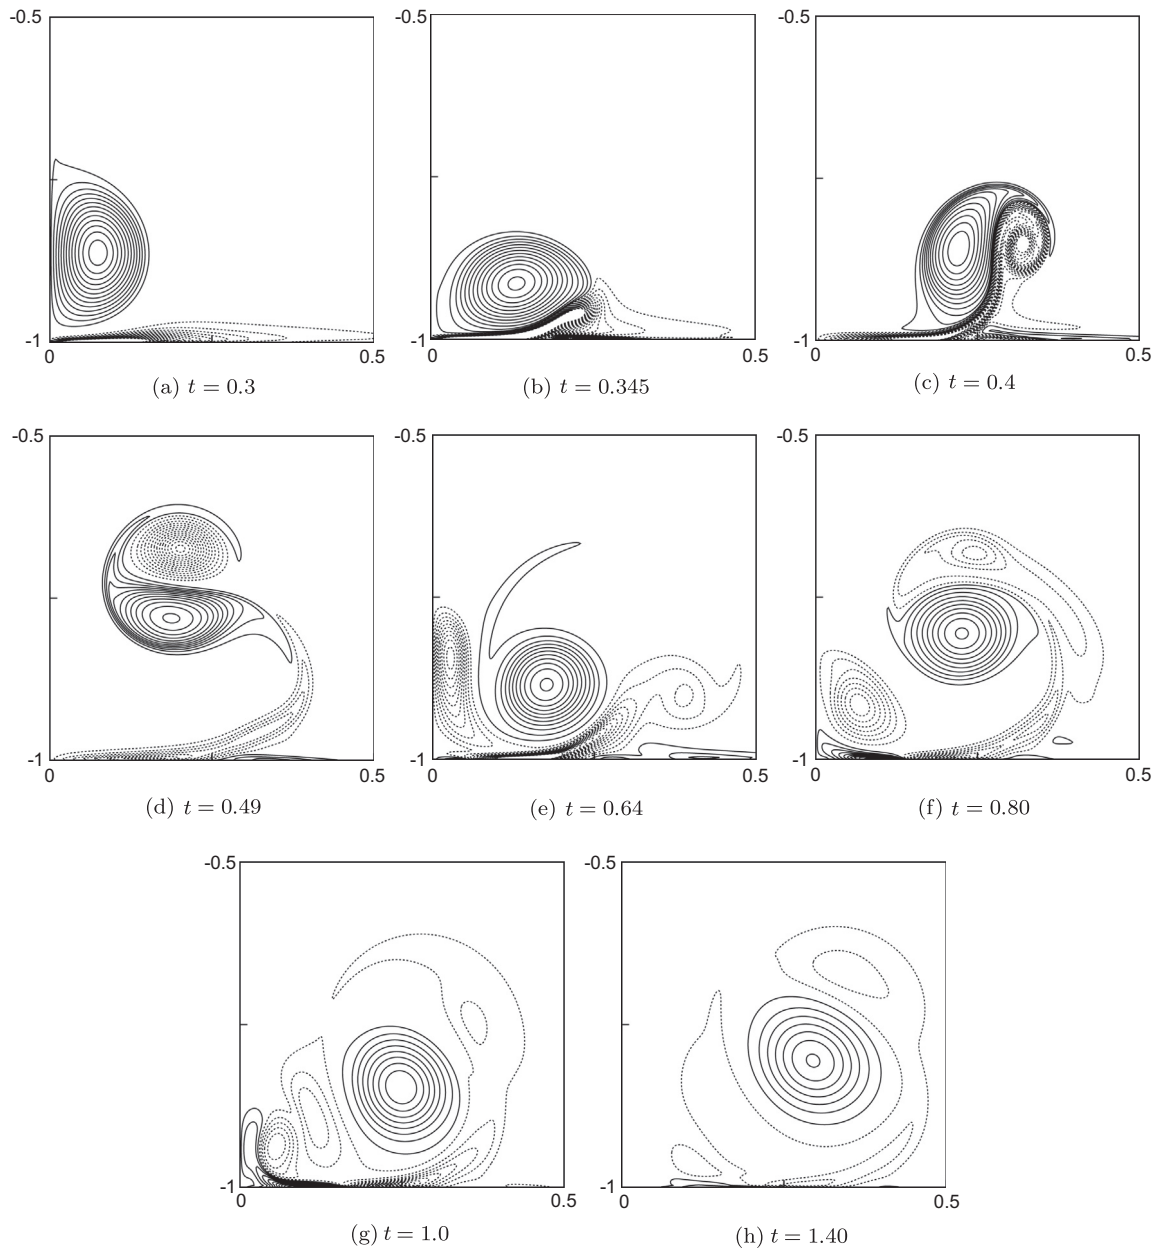 -0.5 -0.5 -0.5
-1 -1 -1
0 0.5 0 0.5 0 0.5
(a) t = 0.3 (b) t = 0.345 (c) t = 0.4
-0.5 -0.5 -0.5
-1 -1 -1
0 0.5 0 0.5 0 0.5
(d) t = 0.49 (e) t = 0.64 (f) t = 0.80
-0.5 -0.5
-1 -1
0 0.5 0 0.5
(g) t = 1.0 (h) t = 1.40